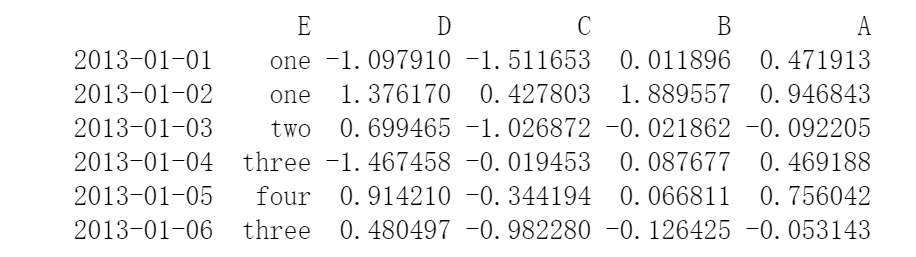 E D C B A
2013-01-01 one -1.097910 -1.511653 0.011896 0.471913
2013-01-02 one 1.376170 0.427803 1.889557 0.946843
2013-01-03 two 0.699465 -1.026872 -0.021862 -0.092205
2013-01-04 three -1.467458 -0.019453 0.087677 0.469188
2013-01-05 four 0.914210 -0.344194 0.066811 0.756042
2013-01-06 three 0.480497 -0.982280 -0.126425 -0.053143